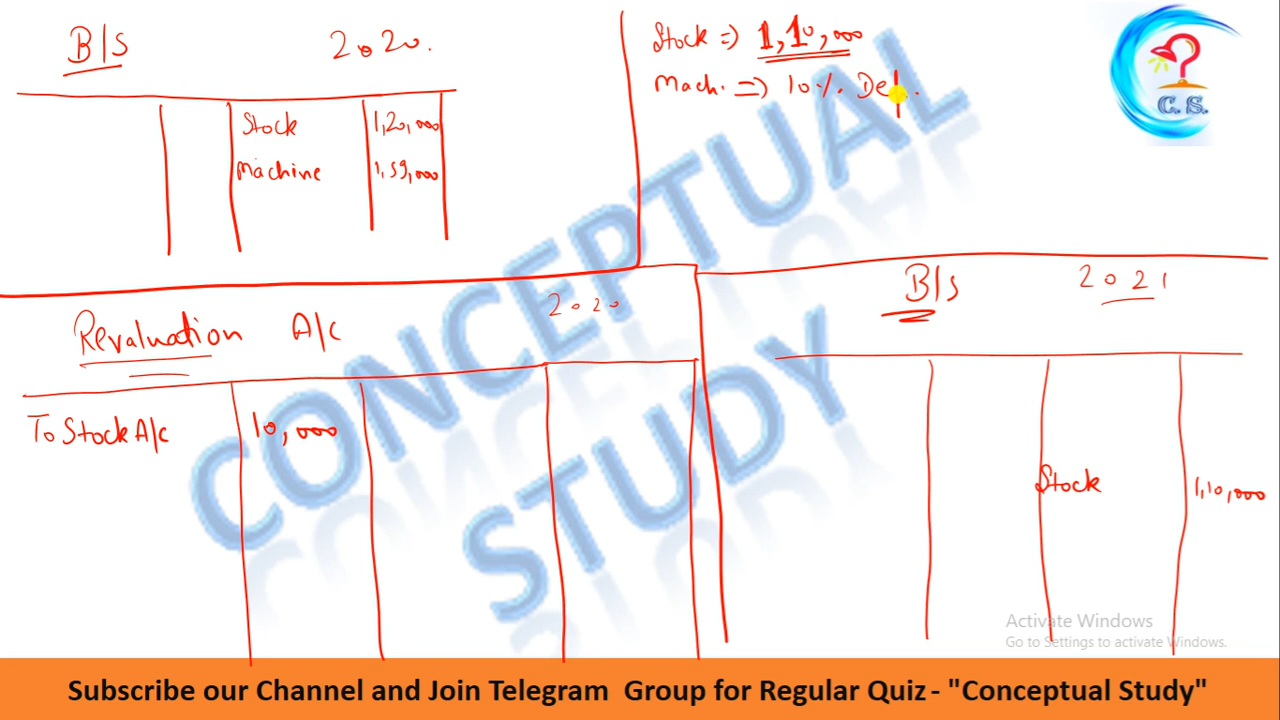 B/S 2020.
Stock 1,20,000
Machine 1,59,000
Stock => 1,10,000
Mach. => 10% Dep.
C. S.
Revaluation A/c 2020
To Stock A/c 10,000
B/S 2021
Stock 1,10,000
CONCEPTUAL
STUDY
Activate Windows
Go to Settings to activate Windows.
Subscribe our Channel and Join Telegram Group for Regular Quiz - "Conceptual Study"